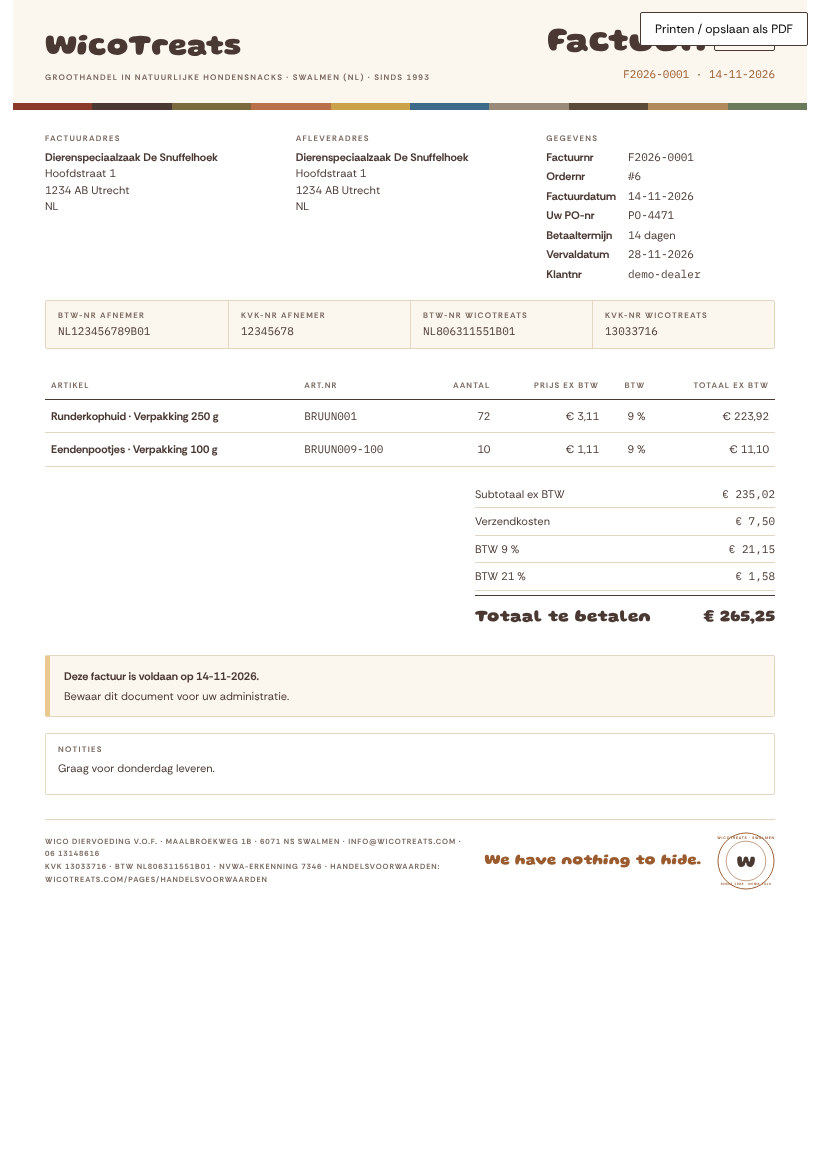 WicoTreats
GROOTHANDEL IN NATUURLIJKE HONDENSNACKS · SWALMEN (NL) · SINDS 1993
Printen / opslaan als PDF
F2026-0001 · 14-11-2026
FACTUURADRES
Dierenspeciaalzaak De Snuffelhoek
Hoofdstraat 1
1234 AB Utrecht
NL
AFLEVERADRES
Dierenspeciaalzaak De Snuffelhoek
Hoofdstraat 1
1234 AB Utrecht
NL
GEGEVENS
Factuurnr F2026-0001
Ordernr #6
Factuurdatum 14-11-2026
Uw PO-nr PO-4471
Betaaltermijn 14 dagen
Vervaldatum 28-11-2026
Klantnr demo-dealer
BTW-NR AFNEMER
NL123456789B01
KVK-NR AFNEMER
12345678
BTW-NR WICOTREATS
NL806311551B01
KVK-NR WICOTREATS
13033716
ARTIKEL ART.NR AANTAL PRIJS EX BTW BTW TOTAAL EX BTW
Runderkophuid · Verpakking 250 g BRUUN001 72 € 3,11 9 % € 223,92
Eendenpootjes · Verpakking 100 g BRUUN009-100 10 € 1,11 9 % € 11,10
Subtotaal ex BTW € 235,02
Verzendkosten € 7,50
BTW 9 % € 21,15
BTW 21 % € 1,58
Totaal te betalen € 265,25
Deze factuur is voldaan op 14-11-2026.
Bewaar dit document voor uw administratie.
NOTITIES
Graag voor donderdag leveren.
WICO DIERVOEDING V.O.F. · MAALBROEKWEG 1B · 6071 NS SWALMEN · INFO@WICOTREATS.COM ·
06 13148616
KVK 13033716 · BTW NL806311551B01 · NVWA-ERKENNING 7346 · HANDELSVOORWAARDEN:
WICOTREATS.COM/PAGES/HANDELSVOORWAARDEN
We have nothing to hide.
W